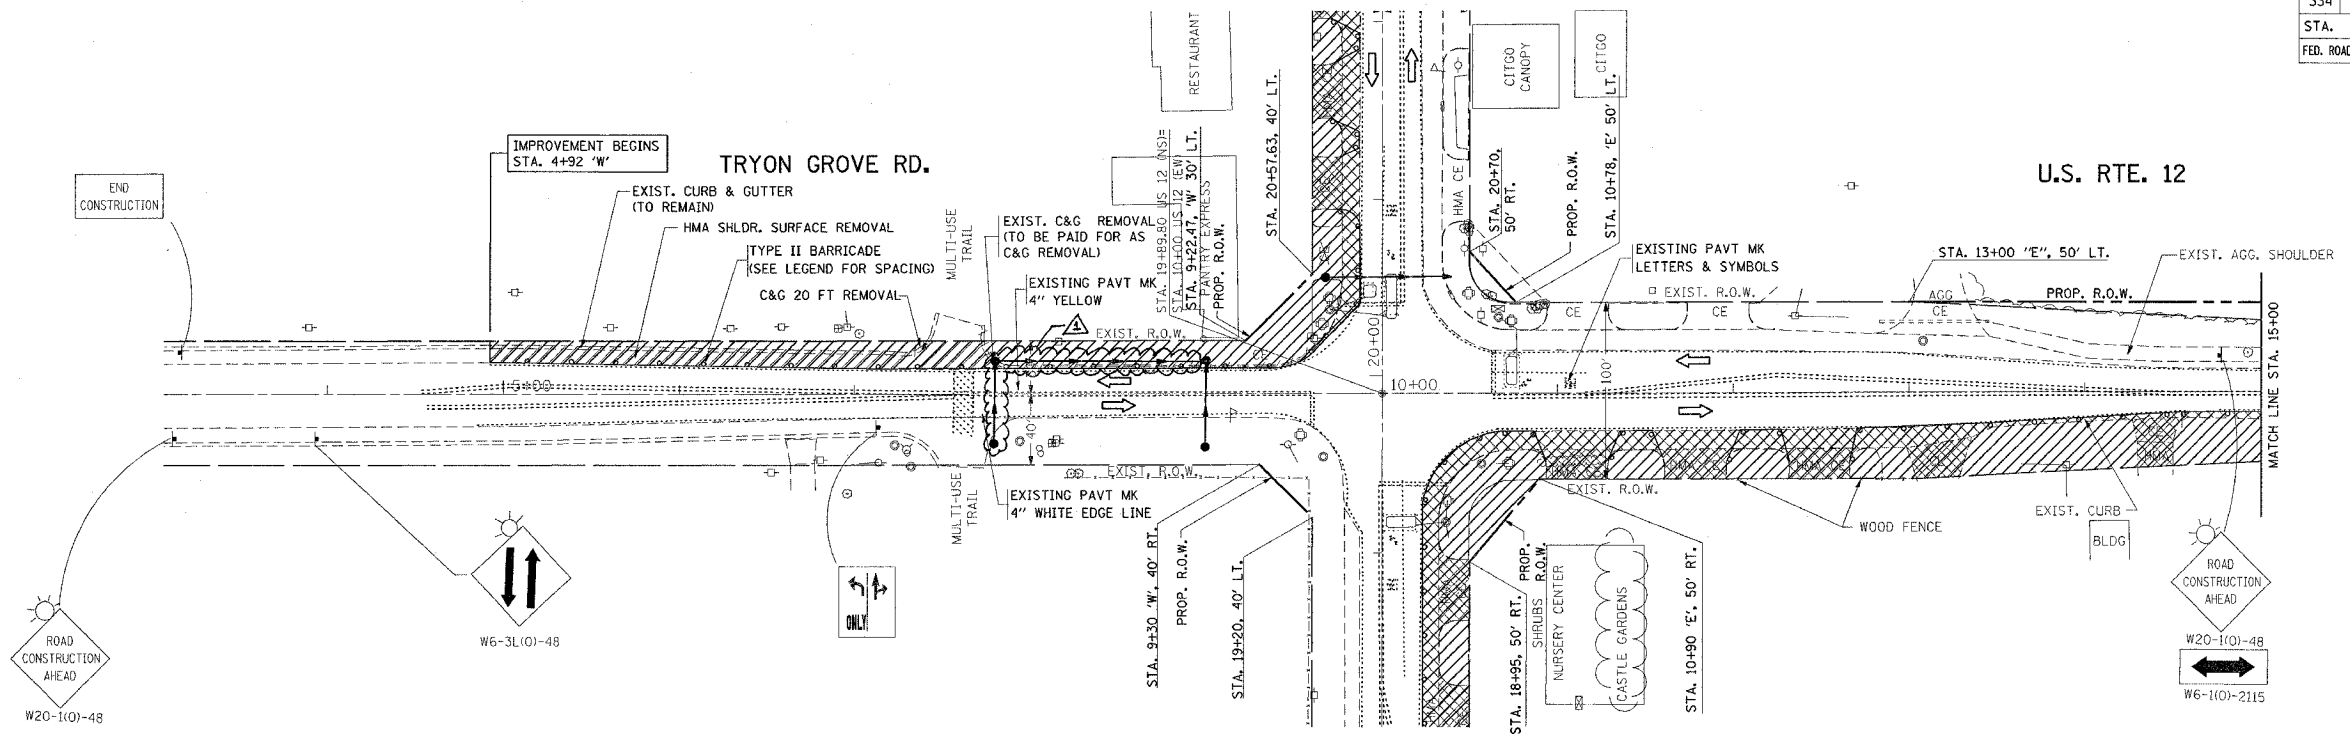 334
STA.
FED. ROAD
RESTAURANT
CITGO
CANOPY
CITGO
IMPROVEMENT BEGINS
STA. 4+92 'W'
TRYON GROVE RD.
U.S. RTE. 12
END
CONSTRUCTION
EXIST. CURB & GUTTER
(TO REMAIN)
HMA SHLDR. SURFACE REMOVAL
TYPE II BARRICADE
(SEE LEGEND FOR SPACING)
C&G 20 FT REMOVAL
MULTI-USE
TRAIL
EXIST. C&G REMOVAL
(TO BE PAID FOR AS
C&G REMOVAL)
EXISTING PAVT MK
4" YELLOW
1
STA. 19+89.80 US 12 (NS)=
STA. 10+00 US 12 (EW)
STA. 9+22.47, 'W' 30' LT.
PANTRY EXPRESS
PROP. R.O.W.
STA. 20+57.63, 40' LT.
HMA CE
STA. 20+70,
50' RT.
PROP. R.O.W.
STA. 10+78, 'E' 50' LT.
EXISTING PAVT MK
LETTERS & SYMBOLS
STA. 13+00 "E", 50' LT.
EXIST. AGG. SHOULDER
EXIST. R.O.W.
AGG
CE
PROP. R.O.W.
CE
CE
EXIST. R.O.W.
CE
5+00
20+00
10+00
100'
40'
MATCH LINE STA. 15+00
EXIST. R.O.W.
MULTI-USE
TRAIL
EXISTING PAVT MK
4" WHITE EDGE LINE
HMA CE
HMA CE
HMA CE
EXIST. R.O.W.
WOOD FENCE
EXIST. CURB
BLDG
STA. 9+30 'W', 40' RT.
PROP. R.O.W.
STA. 19+20, 40' LT.
STA. 18+95, 50' RT.
PROP.
R.O.W.
SHRUBS
NURSERY CENTER
CASTLE GARDENS
STA. 10+90 'E', 50' RT.
ONLY
W6-3L(O)-48
ROAD
CONSTRUCTION
AHEAD
W20-1(O)-48
ROAD
CONSTRUCTION
AHEAD
W20-1(O)-48
W6-1(O)-2115